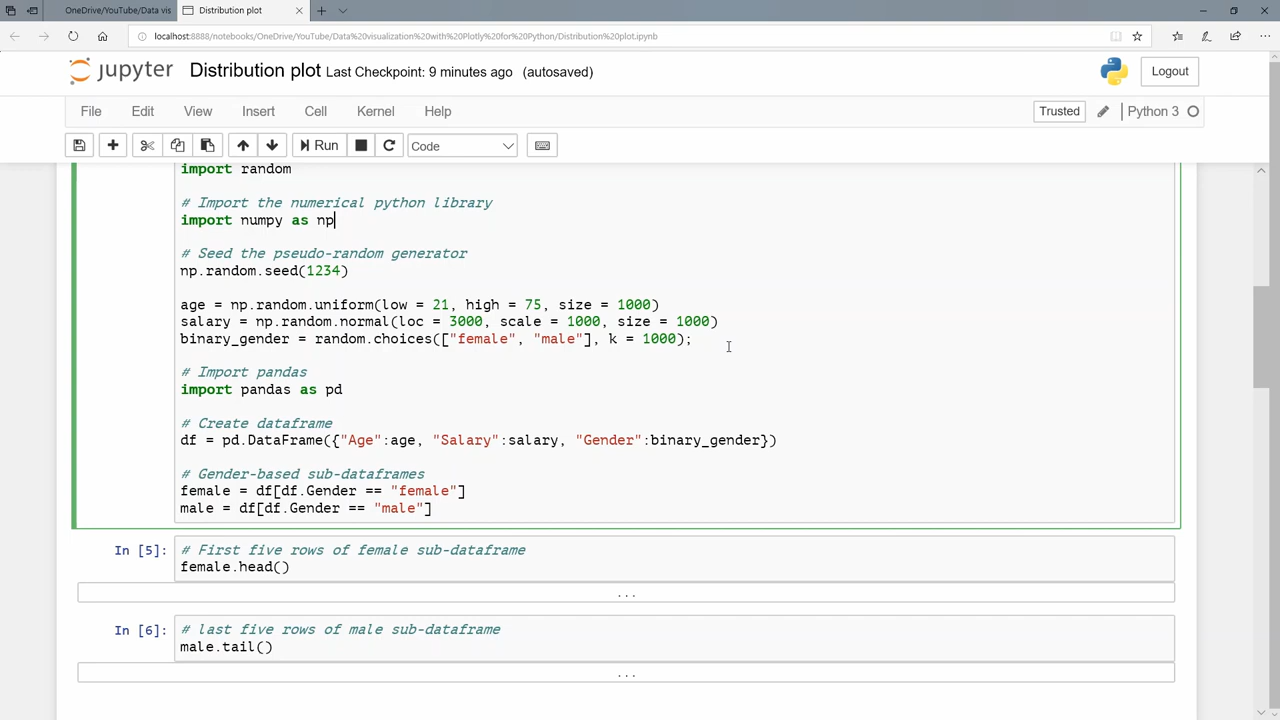 OneDrive/YouTube/Data vis
Distribution plot
localhost:8888/notebooks/OneDrive/YouTube/Data%20visualization%20with%20Plotly%20for%20Python/Distribution%20plot.ipynb
jupyter Distribution plot Last Checkpoint: 9 minutes ago (autosaved)
Logout
File Edit View Insert Cell Kernel Help
Trusted Python 3
Run Code
import random
# Import the numerical python library
import numpy as np
# Seed the pseudo-random generator
np.random.seed(1234)
age = np.random.uniform(low = 21, high = 75, size = 1000)
salary = np.random.normal(loc = 3000, scale = 1000, size = 1000)
binary_gender = random.choices(["female", "male"], k = 1000);
# Import pandas
import pandas as pd
# Create dataframe
df = pd.DataFrame({"Age":age, "Salary":salary, "Gender":binary_gender})
# Gender-based sub-dataframes
female = df[df.Gender == "female"]
male = df[df.Gender == "male"]
In [5]: # First five rows of female sub-dataframe
female.head()
...
In [6]: # last five rows of male sub-dataframe
male.tail()
...